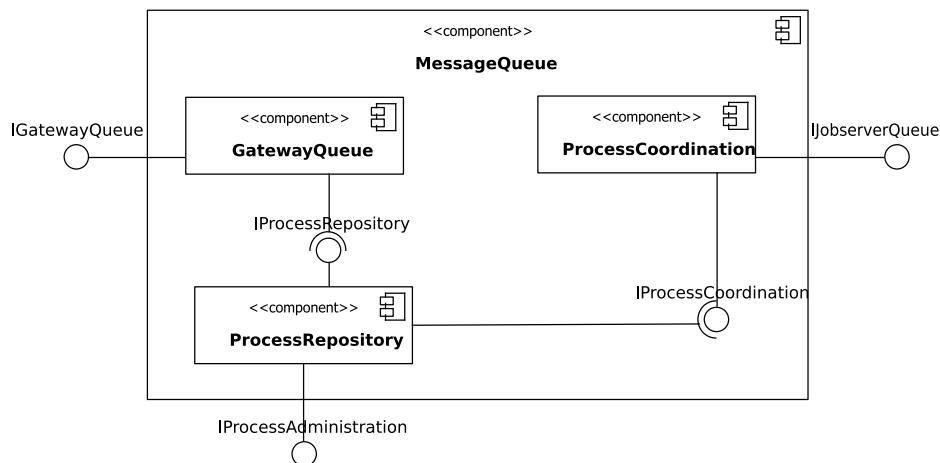 <<component>>
MessageQueue
IGatewayQueue
<<component>>
GatewayQueue
<<component>>
ProcessCoordination
IJobserverQueue
IProcessRepository
IProcessCoordination
<<component>>
ProcessRepository
IProcessAdministration